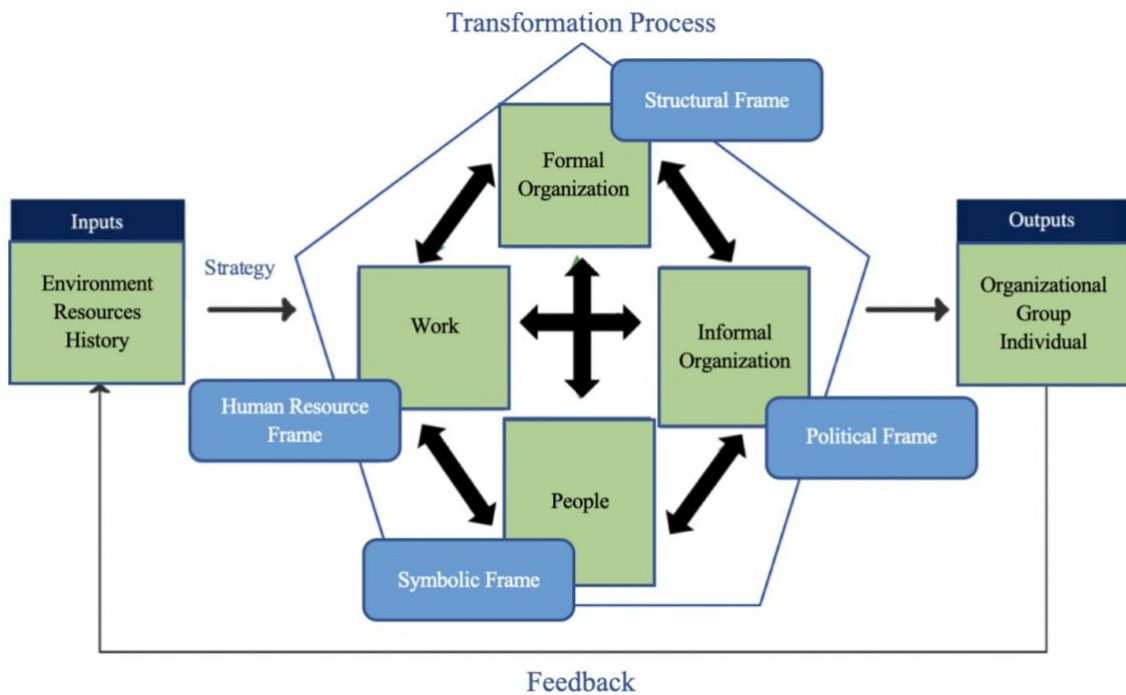 Transformation Process
Structural Frame
Formal
Organization
Inputs
Environment
Resources
History
Strategy
Work
Informal
Organization
Outputs
Organizational
Group
Individual
Human Resource
Frame
Political Frame
People
Symbolic Frame
Feedback